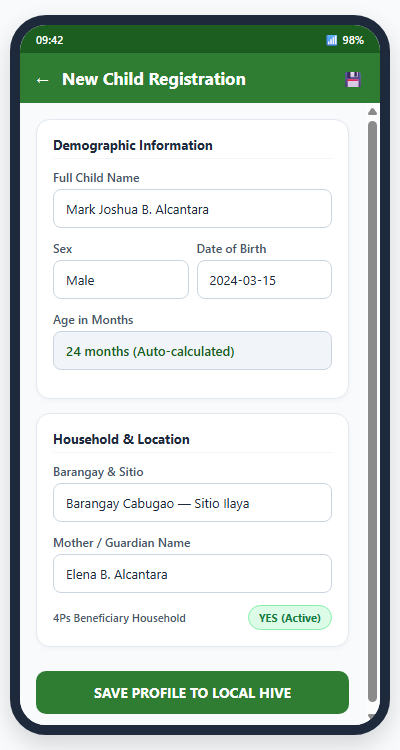 09:42
98%
← New Child Registration
Demographic Information
Full Child Name
Mark Joshua B. Alcantara
Sex
Date of Birth
Male
2024-03-15
Age in Months
24 months (Auto-calculated)
Household & Location
Barangay & Sitio
Barangay Cabugao — Sitio Ilaya
Mother / Guardian Name
Elena B. Alcantara
4Ps Beneficiary Household
YES (Active)
SAVE PROFILE TO LOCAL HIVE